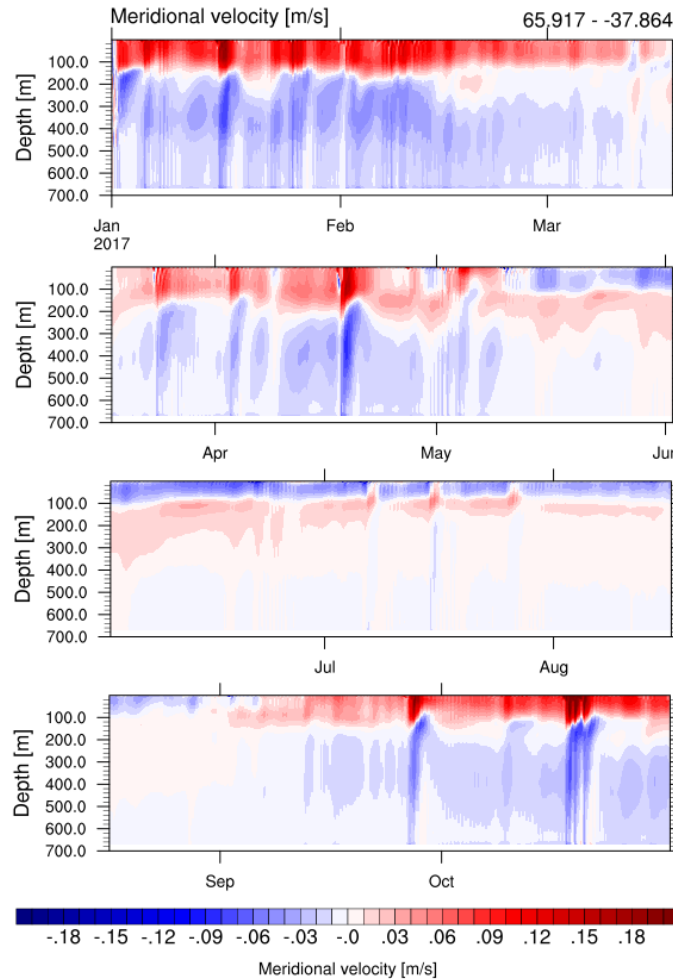 Meridional velocity [m/s] 65.917 - -37.864
Depth [m]
100.0
200.0
300.0
400.0
500.0
600.0
700.0
Jan Feb Mar
2017
Depth [m]
100.0
200.0
300.0
400.0
500.0
600.0
700.0
Apr May Jun
Depth [m]
100.0
200.0
300.0
400.0
500.0
600.0
700.0
Jul Aug
Depth [m]
100.0
200.0
300.0
400.0
500.0
600.0
700.0
Sep Oct
-.18 -.15 -.12 -.09 -.06 -.03 -.0 .03 .06 .09 .12 .15 .18
Meridional velocity [m/s]